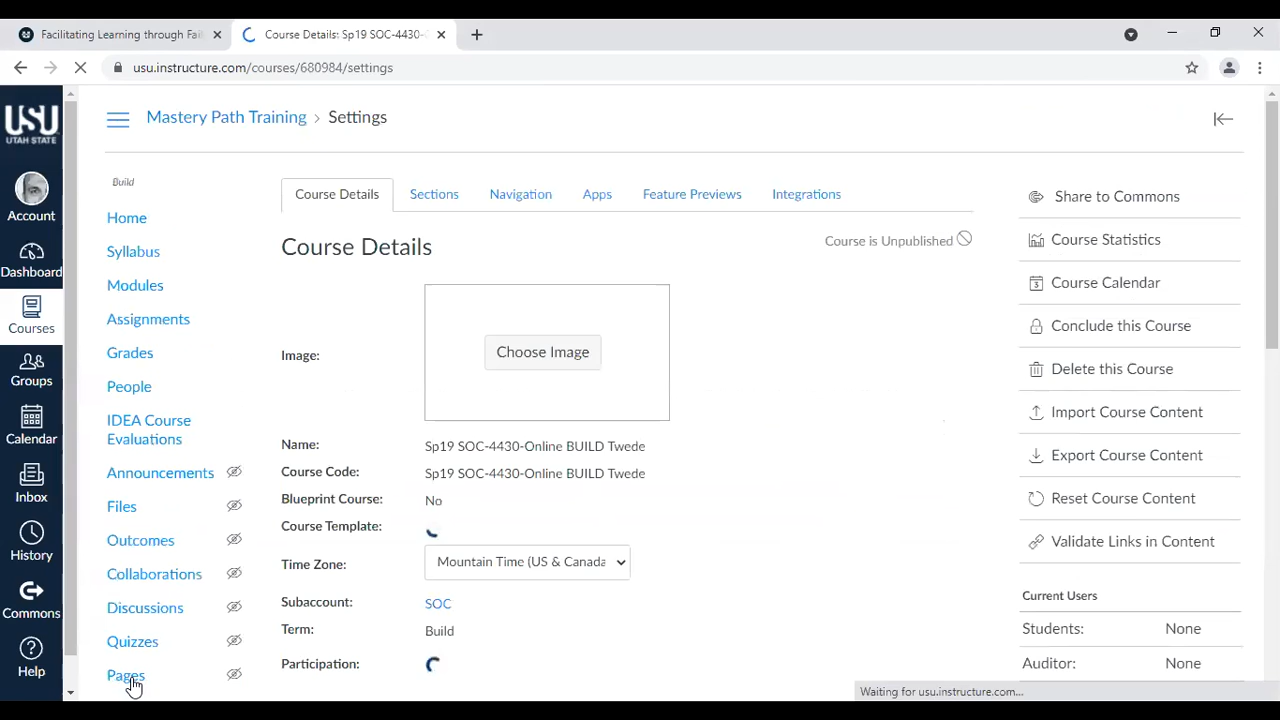 Facilitating Learning through Fai
Course Details: Sp19 SOC-4430-O
usu.instructure.com/courses/680984/settings
USU
UTAH STATE
Account
Dashboard
Courses
Groups
Calendar
Inbox
History
Commons
Help
Mastery Path Training › Settings
Build
Home
Syllabus
Modules
Assignments
Grades
People
IDEA Course
Evaluations
Announcements
Files
Outcomes
Collaborations
Discussions
Quizzes
Pages
Course Details
Sections
Navigation
Apps
Feature Previews
Integrations
Course Details
Course is Unpublished
Image:
Choose Image
Name:
Sp19 SOC-4430-Online BUILD Twede
Course Code:
Sp19 SOC-4430-Online BUILD Twede
Blueprint Course:
No
Course Template:
Time Zone:
Mountain Time (US & Canada
Subaccount:
SOC
Term:
Build
Participation:
Share to Commons
Course Statistics
Course Calendar
Conclude this Course
Delete this Course
Import Course Content
Export Course Content
Reset Course Content
Validate Links in Content
Current Users
Students:
None
Auditor:
None
Waiting for usu.instructure.com...